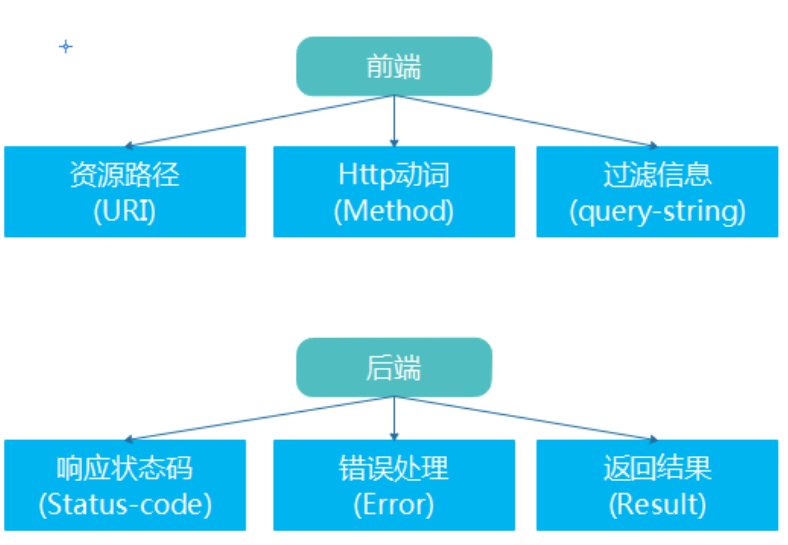 前端
资源路径
(URI)
Http动词
(Method)
过滤信息
(query-string)
后端
响应状态码
(Status-code)
错误处理
(Error)
返回结果
(Result)